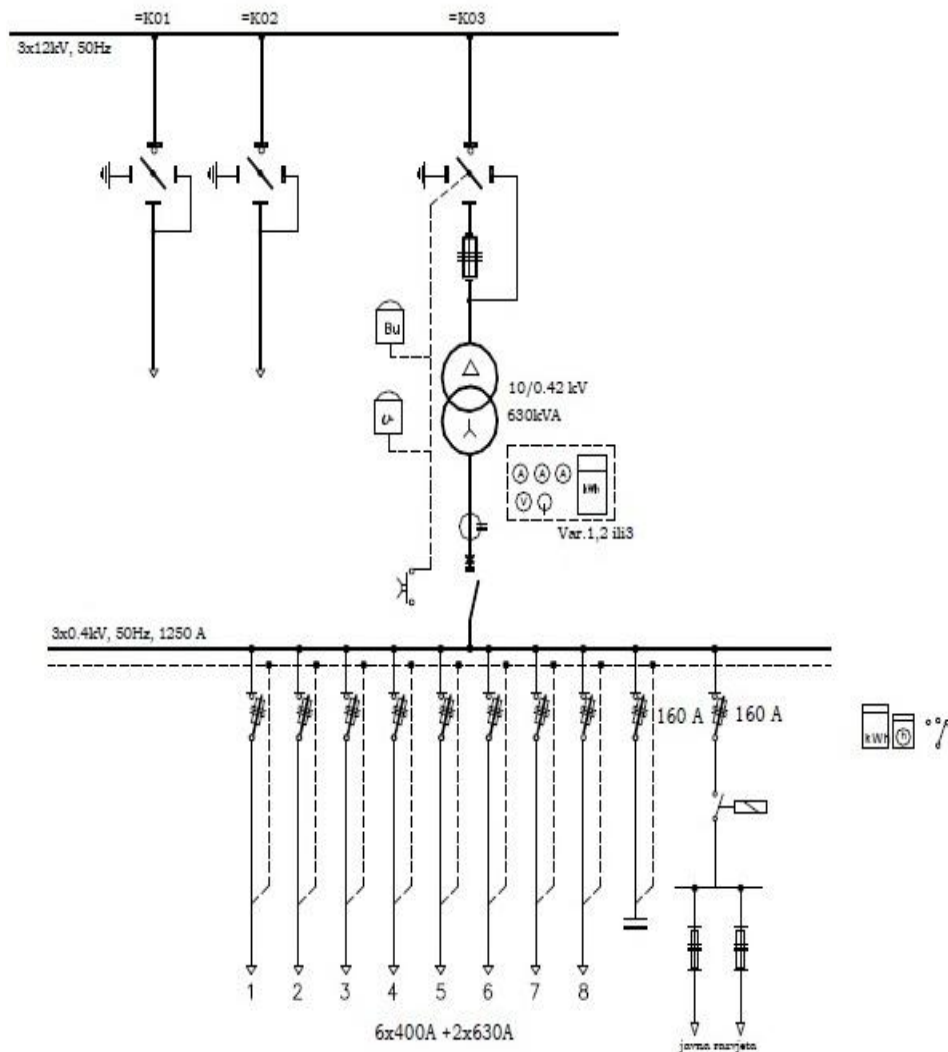 =K01 =K02 =K03
3x12kV, 50Hz
Bu
10/0.42 kV
630kVA
A A A
kWh
V
Var.1,2 ili3
3x0.4kV, 50Hz, 1250 A
160 A 160 A
kWh h
1 2 3 4 5 6 7 8
6x400A +2x630A
javna rasvjeta